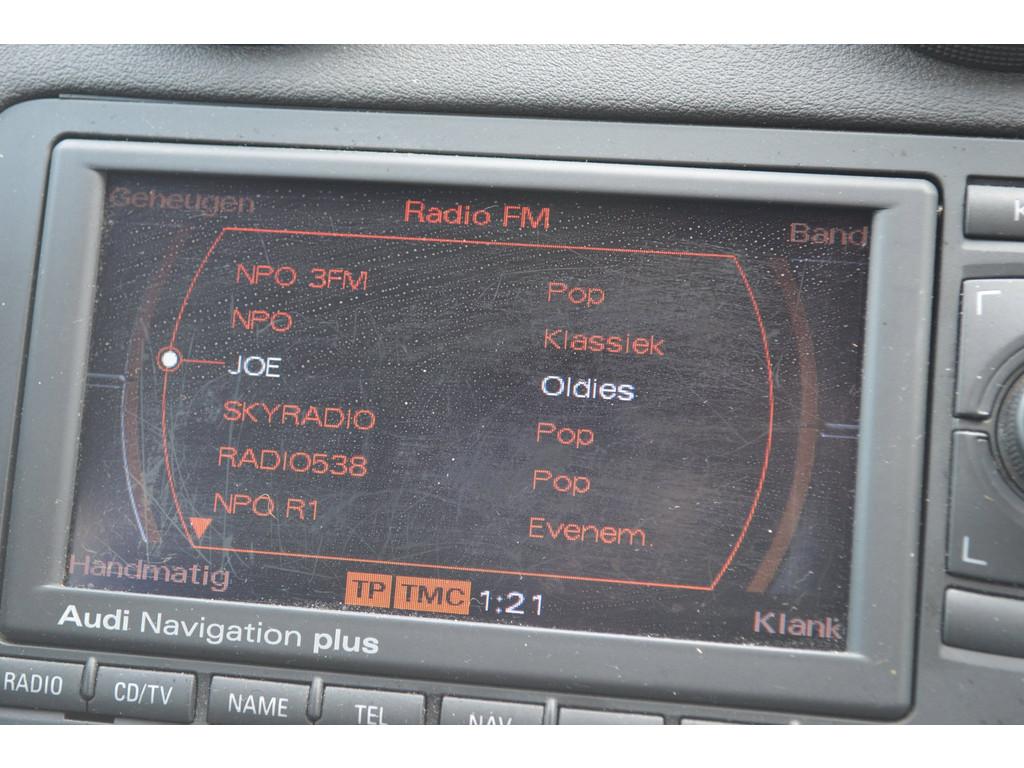 Geheugen Radio FM Band
NPO 3FM Pop
NPO Klassiek
JOE Oldies
SKYRADIO Pop
RADIO538 Pop
NPO R1 Evenem.
Handmatig TP TMC 1:21 Klank
Audi Navigation plus
RADIO CD/TV NAME TEL NAV